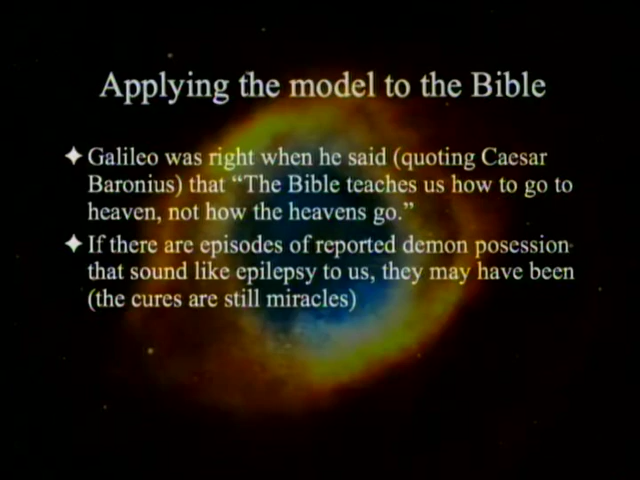 Applying the model to the Bible
Galileo was right when he said (quoting Caesar
Baronius) that “The Bible teaches us how to go to
heaven, not how the heavens go.”
If there are episodes of reported demon posession
that sound like epilepsy to us, they may have been
(the cures are still miracles)